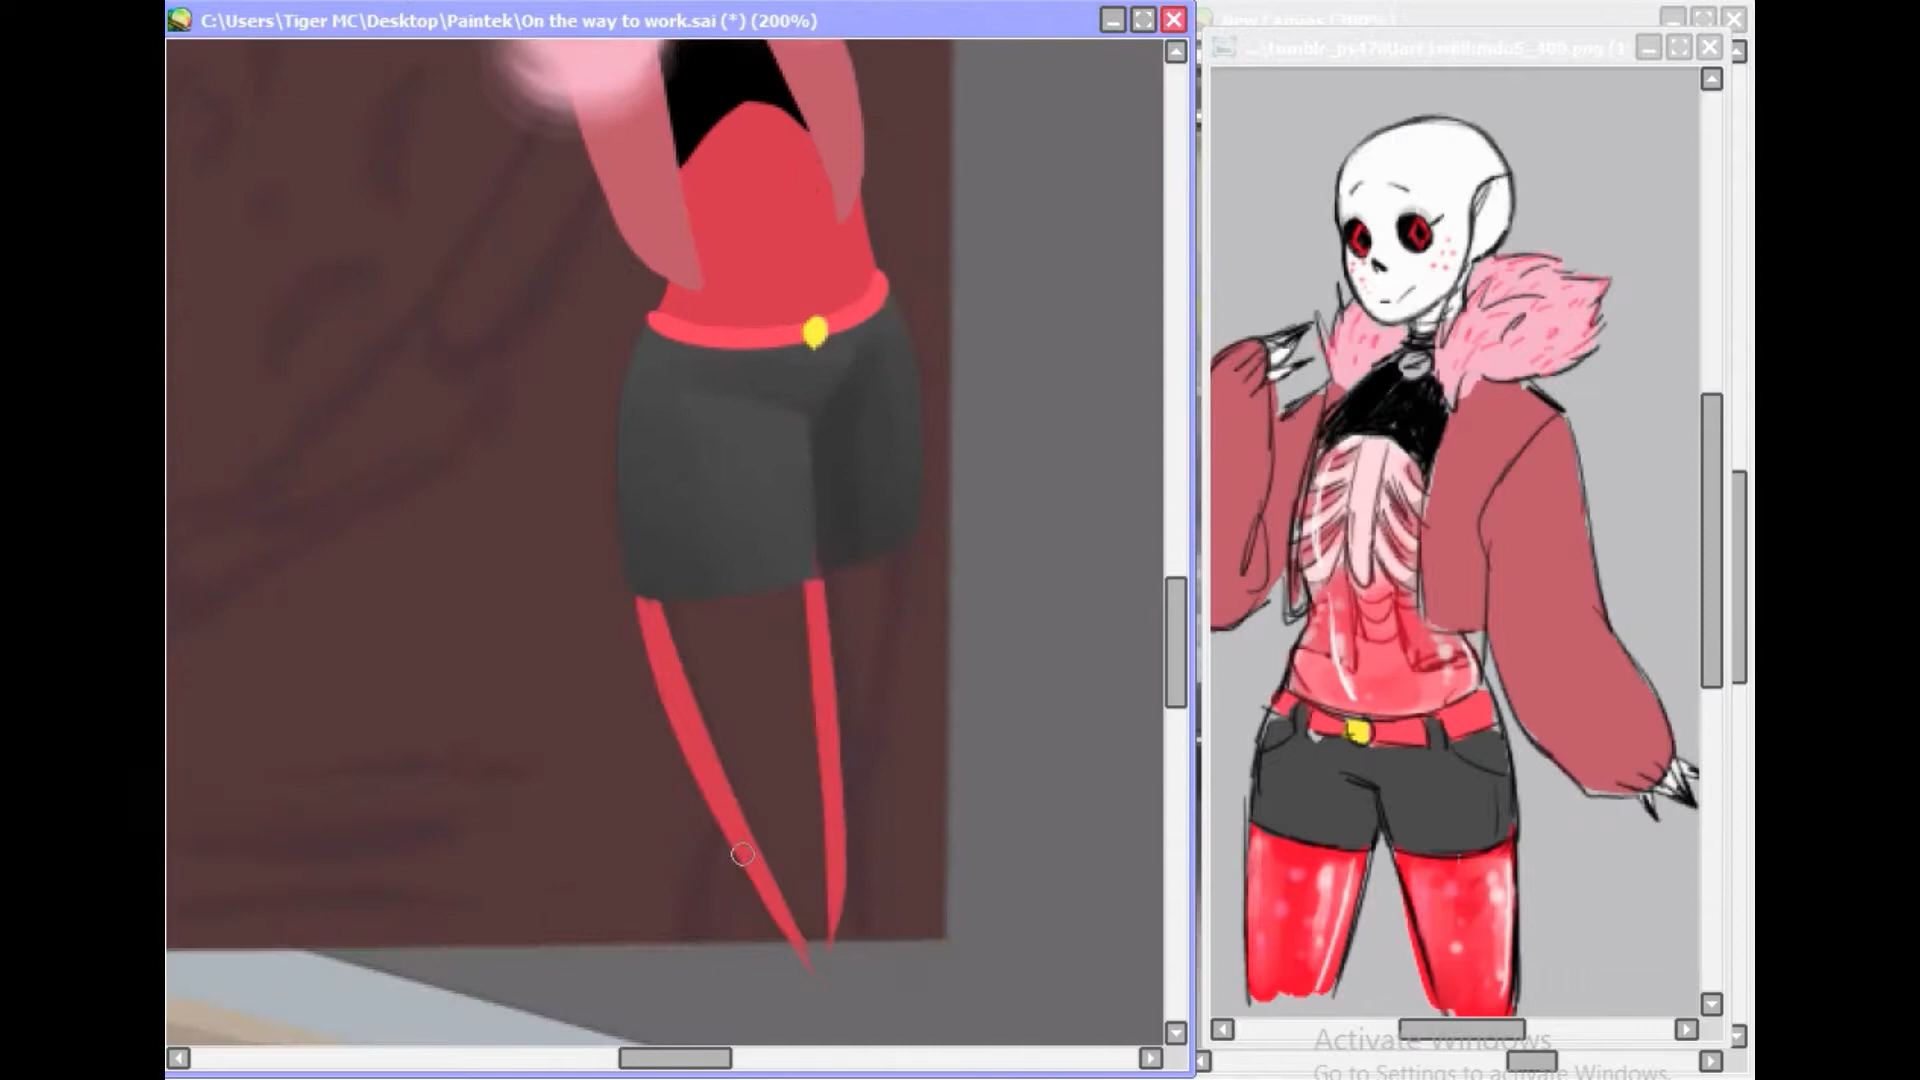 C:\Users\Tiger MC\Desktop\Paintek\On the way to work.sai (*) (200%)
Activate Windows
Go to Settings to activate Windows.